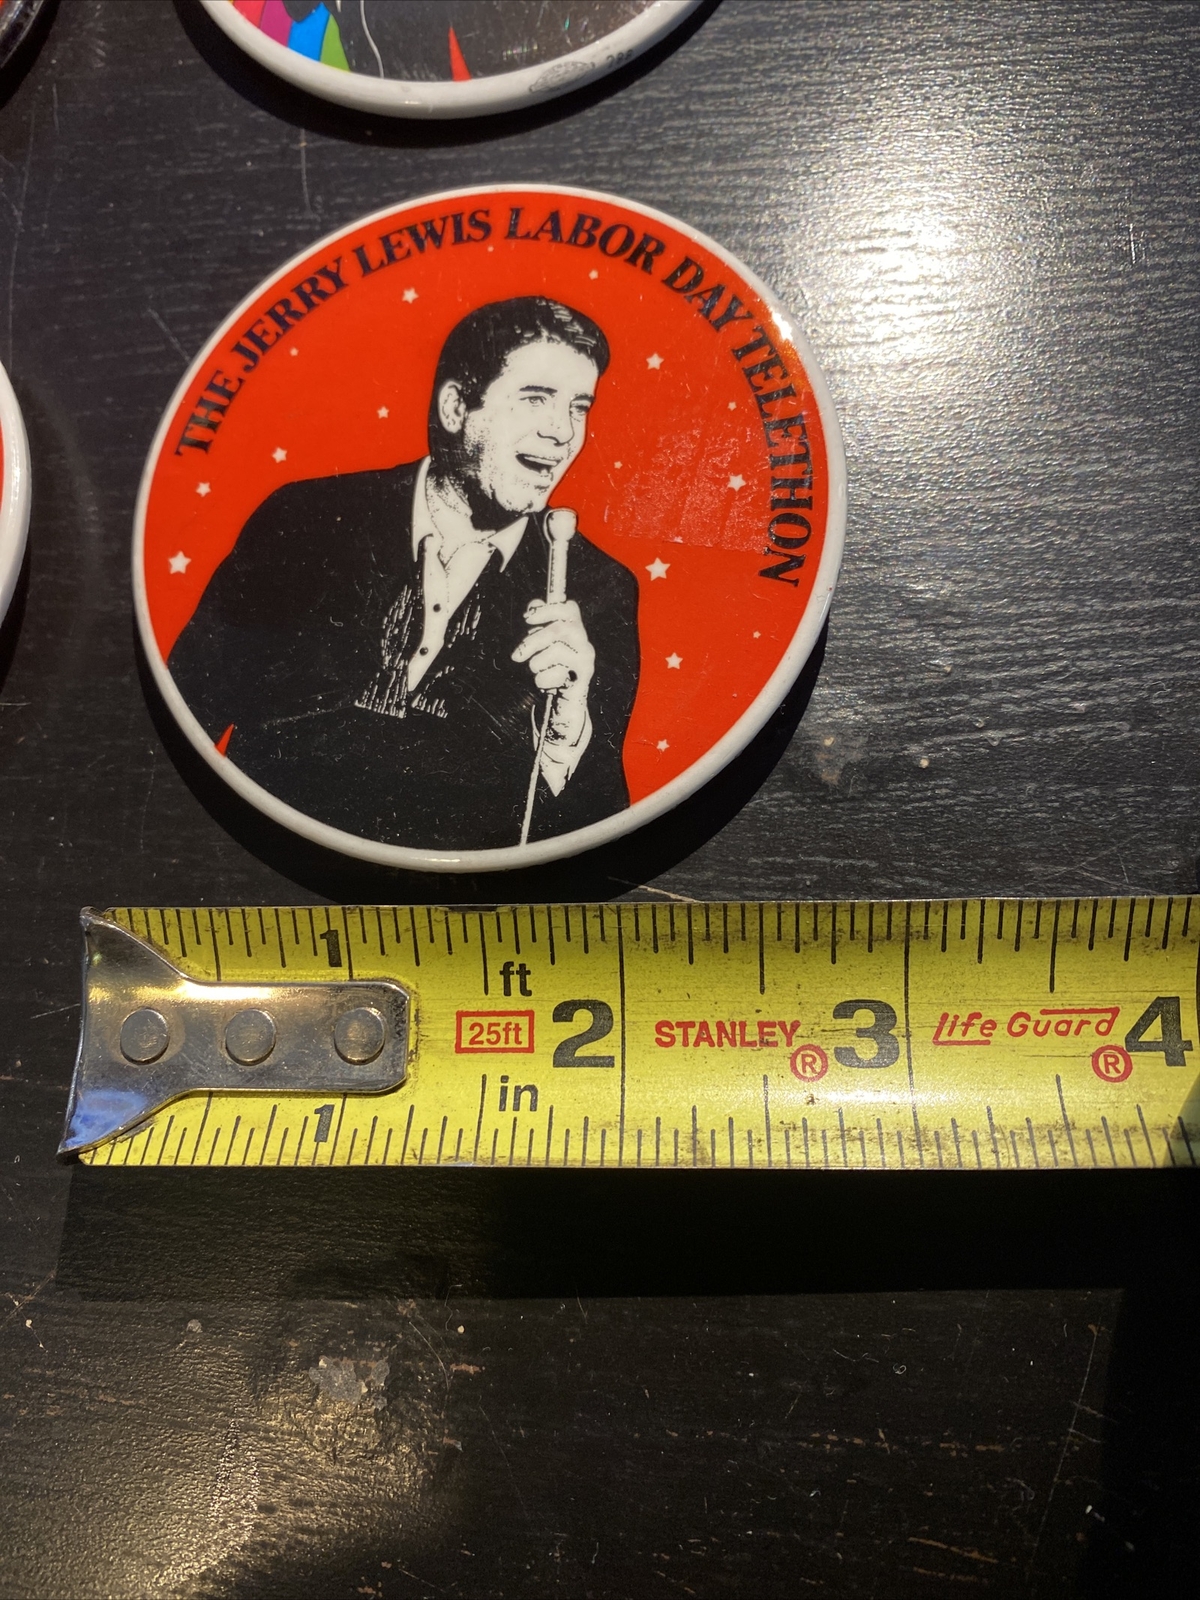 THE JERRY LEWIS LABOR DAY TELETHON
1 ft 2 3 4
25ft STANLEY® Life Guard®
1 in